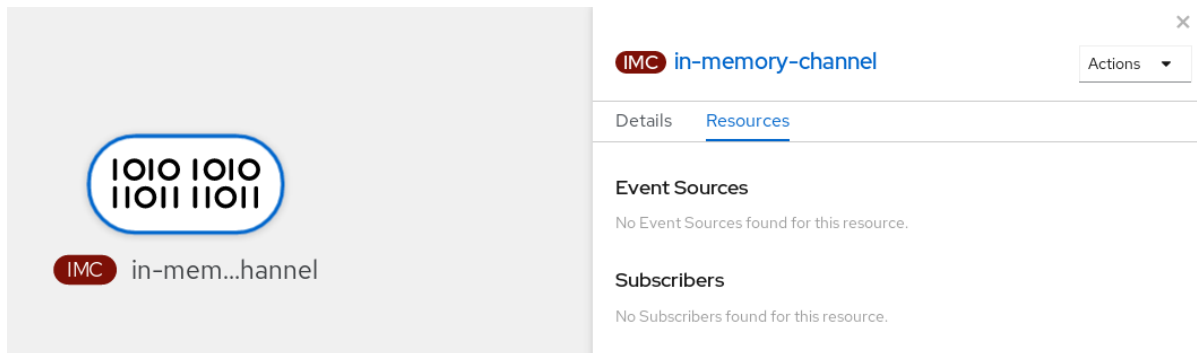 1010 1010
11011 11011
IMC in-mem...hannel
IMC in-memory-channel
Actions
Details Resources
Event Sources
No Event Sources found for this resource.
Subscribers
No Subscribers found for this resource.